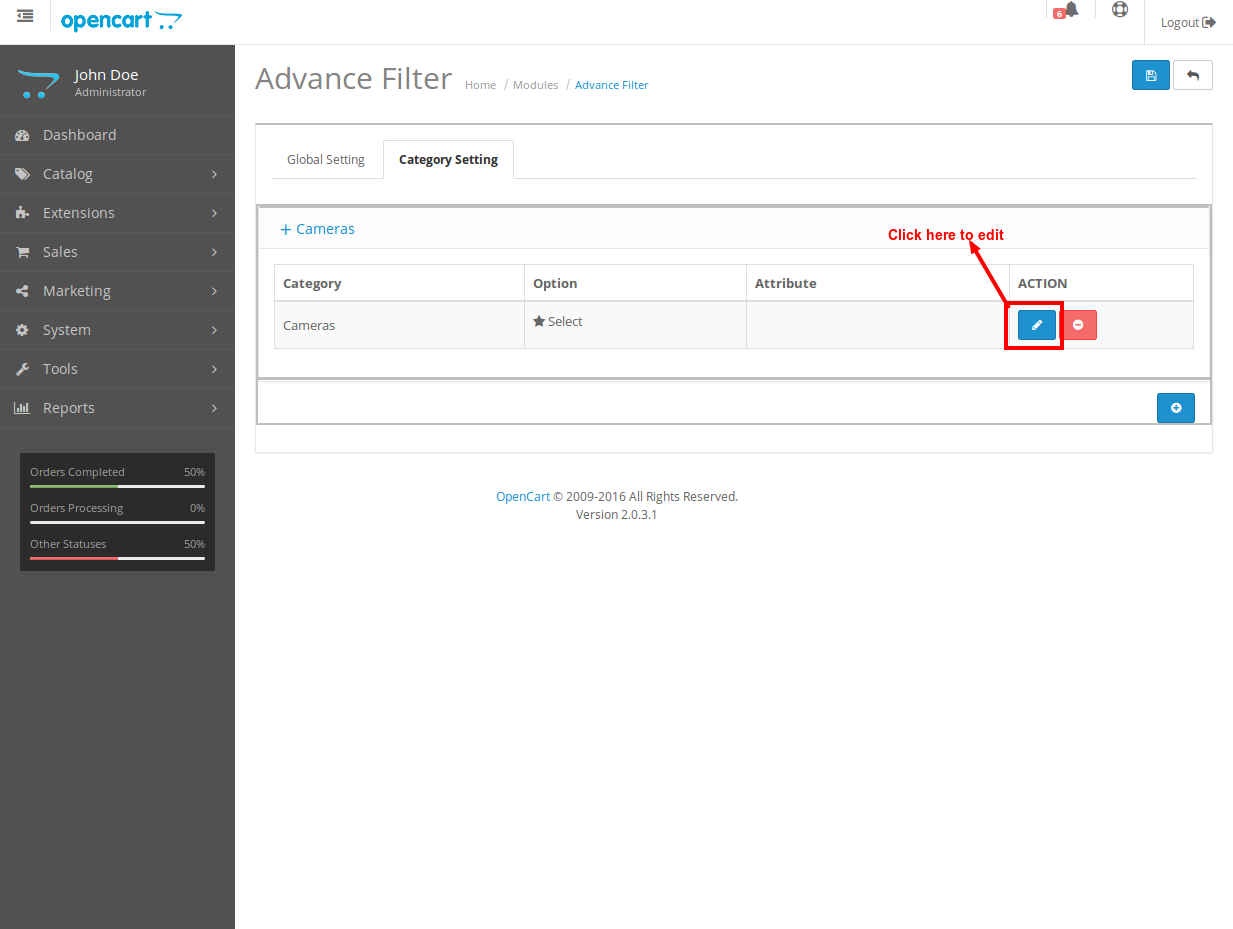 opencart
6
Logout
John Doe
Administrator
Dashboard
Catalog
Extensions
Sales
Marketing
System
Tools
Reports
Orders Completed 50%
Orders Processing 0%
Other Statuses 50%
Advance Filter
Home / Modules / Advance Filter
Global Setting
Category Setting
+ Cameras
Click here to edit
Category Option Attribute ACTION
Cameras Select
OpenCart © 2009-2016 All Rights Reserved.
Version 2.0.3.1